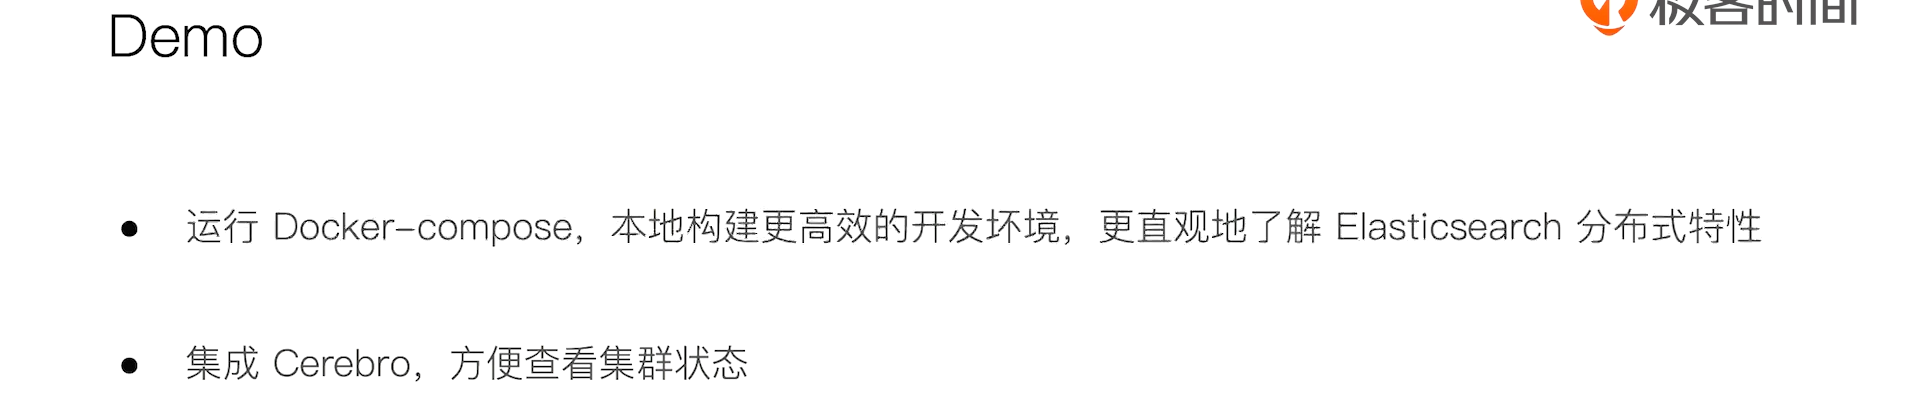 极客时间
Demo
运行 Docker-compose，本地构建更高效的开发坏境，更直观地了解 Elasticsearch 分布式特性
集成 Cerebro，方便查看集群状态